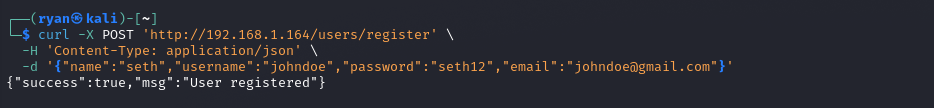 ┌──(ryan㉿kali)-[~]
└─$ curl -X POST 'http://192.168.1.164/users/register' \
  -H 'Content-Type: application/json' \
  -d '{"name":"seth","username":"johndoe","password":"seth12","email":"johndoe@gmail.com"}'
{"success":true,"msg":"User registered"}